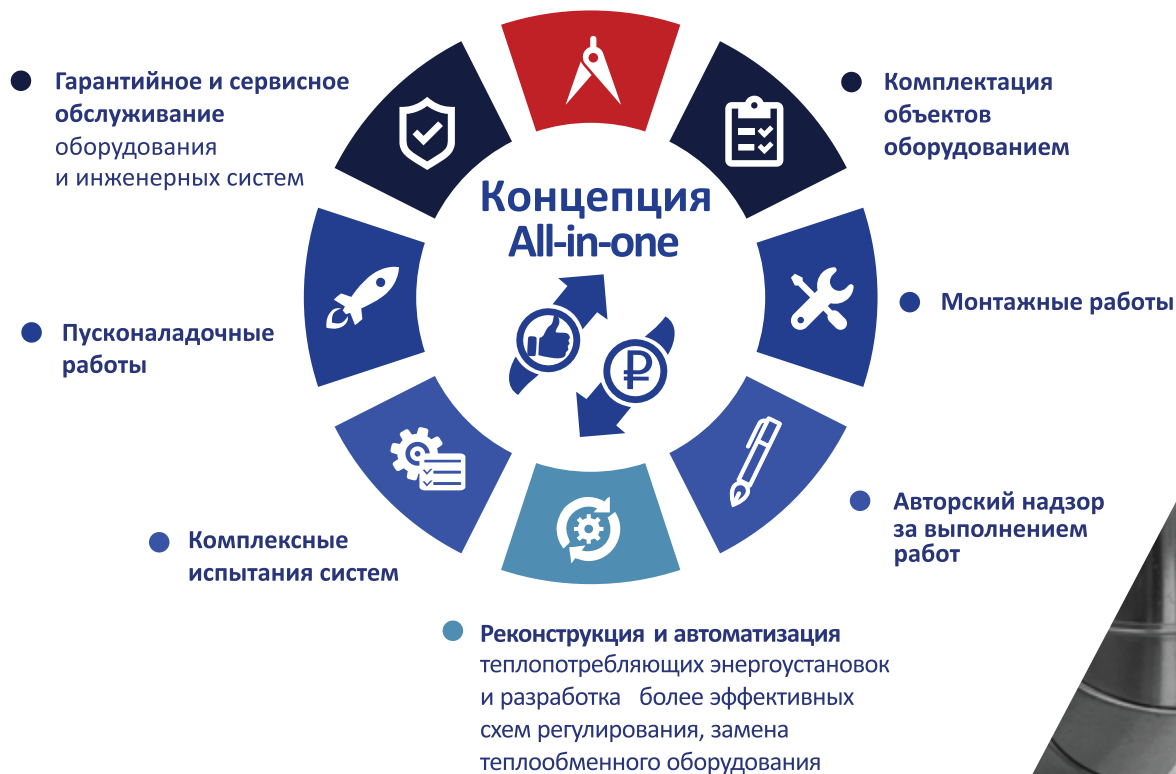 Гарантийное и сервисное
обслуживание
оборудования
и инженерных систем
Комплектация
объектов
оборудованием
Концепция
All-in-one
Монтажные работы
Пусконаладочные
работы
₽
Авторский надзор
за выполнением
работ
Комплексные
испытания систем
Реконструкция и автоматизация
теплопотребляющих энергоустановок
и разработка более эффективных
схем регулирования, замена
теплообменного оборудования